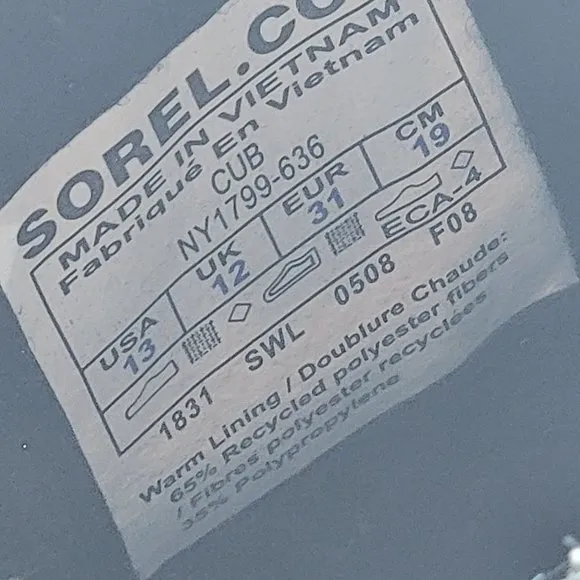 SOREL.CO
MADE IN VIETNAM
Fabriqué En Vietnam
CUB
NY1799-636
USA UK EUR CM
13 12 31 19
ECA-4
1831 SWL 0508 F08
Warm Lining / Doublure Chaude:
65% Recycled polyester fibers
/ Fibres polyester recyclées
35% Polypropylene